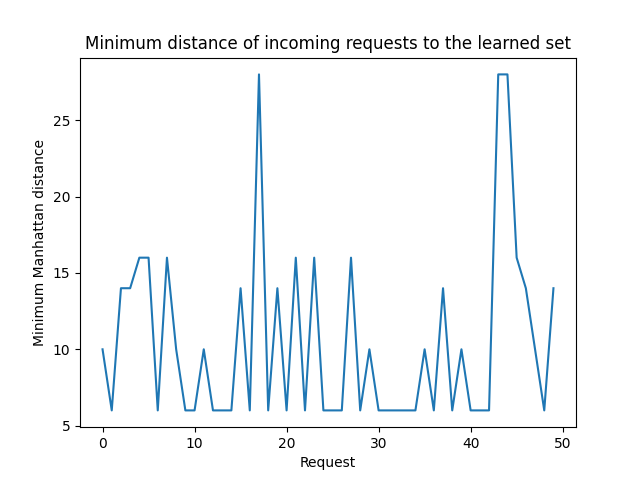 Minimum distance of incoming requests to the learned set
Minimum Manhattan distance
25
20
15
10
5
0 10 20 30 40 50
Request